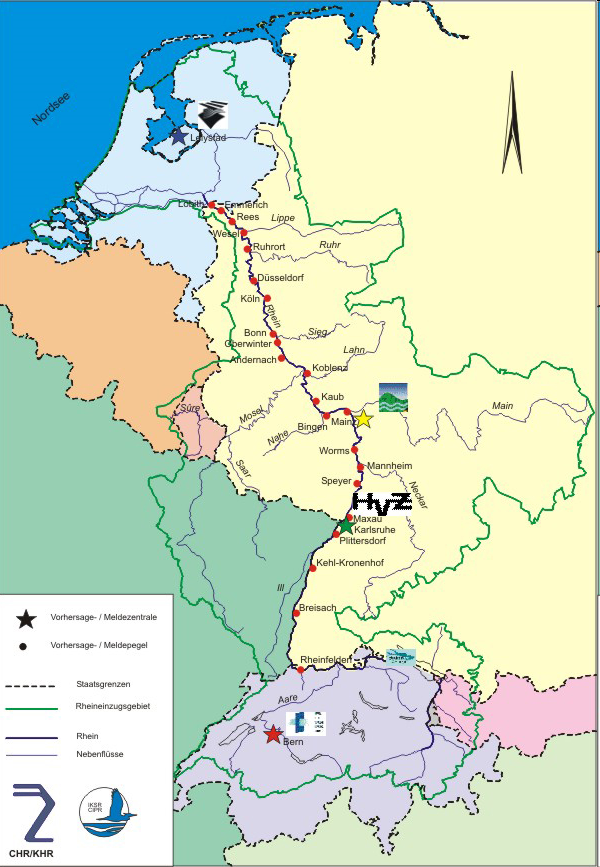 Nordsee
Lelystad
Lobith
Emmerich
Rees
Lippe
Wesel
Ruhr
Ruhrort
Düsseldorf
Köln
Rhein
Sieg
Bonn
Oberwinter
Lahn
Andernach
Koblenz
Kaub
Main
Sûre
Mosel
Mainz
Bingen
Nahe
Worms
Saar
Mannheim
Speyer
Neckar
HVZ
Maxau
Karlsruhe
Plittersdorf
Kehl-Kronenhof
Ill
Breisach
Rheinfelden
Aare
Bern
Vorhersage- / Meldezentrale
Vorhersage- / Meldepegel
Staatsgrenzen
Rheineinzugsgebiet
Rhein
Nebenflüsse
IKSR
CIPR
CHR/KHR